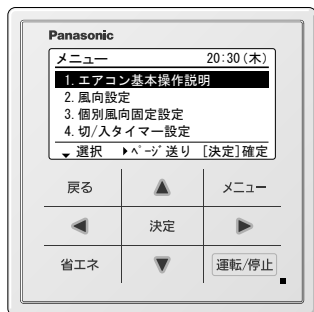 Panasonic
メニュー 20:30(木)
1. エアコン基本操作説明
2. 風向設定
3. 個別風向固定設定
4. 切/入タイマー設定
選択 ﾍﾟｰｼﾞ送り [決定]確定
戻る メニュー
決定
省エネ 運転/停止